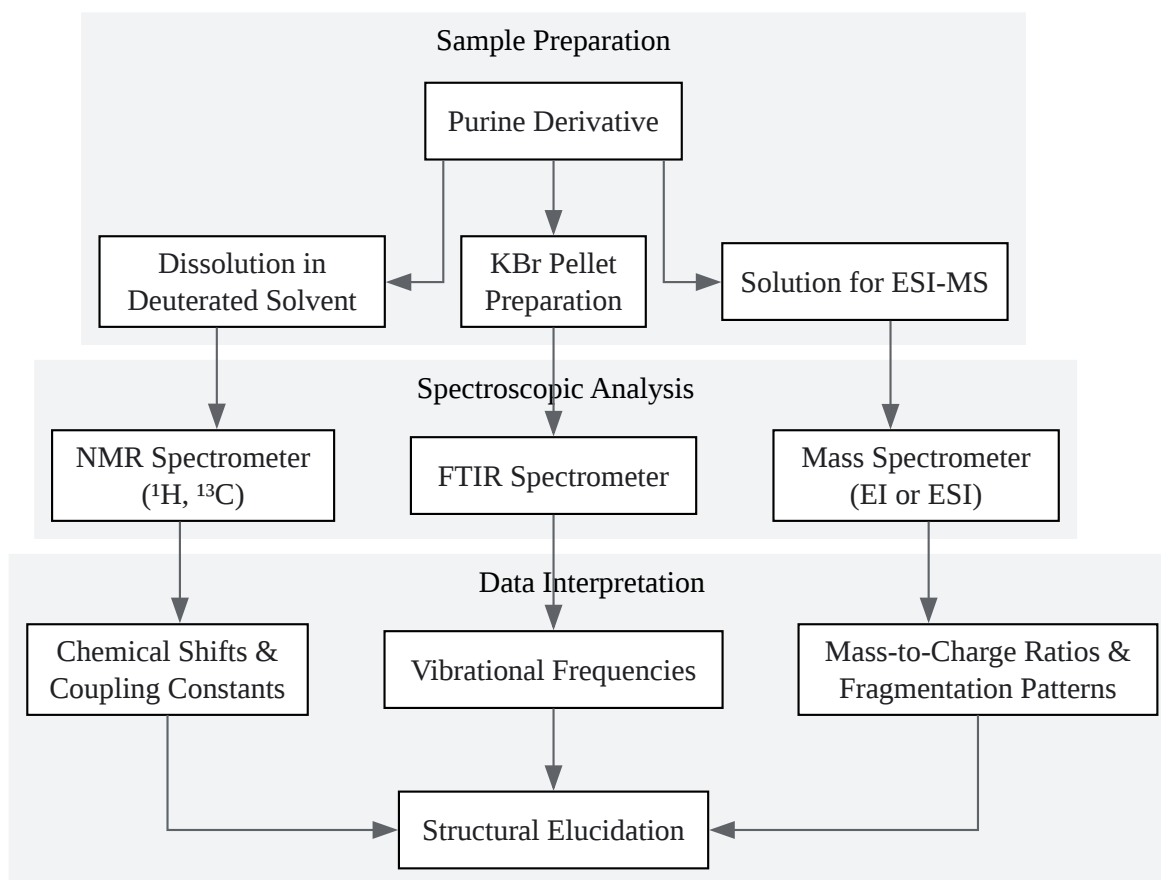 Sample Preparation
Purine Derivative
Dissolution in
Deuterated Solvent
KBr Pellet
Preparation
Solution for ESI-MS
Spectroscopic Analysis
NMR Spectrometer
(¹H, ¹³C)
FTIR Spectrometer
Mass Spectrometer
(EI or ESI)
Data Interpretation
Chemical Shifts &
Coupling Constants
Vibrational Frequencies
Mass-to-Charge Ratios &
Fragmentation Patterns
Structural Elucidation